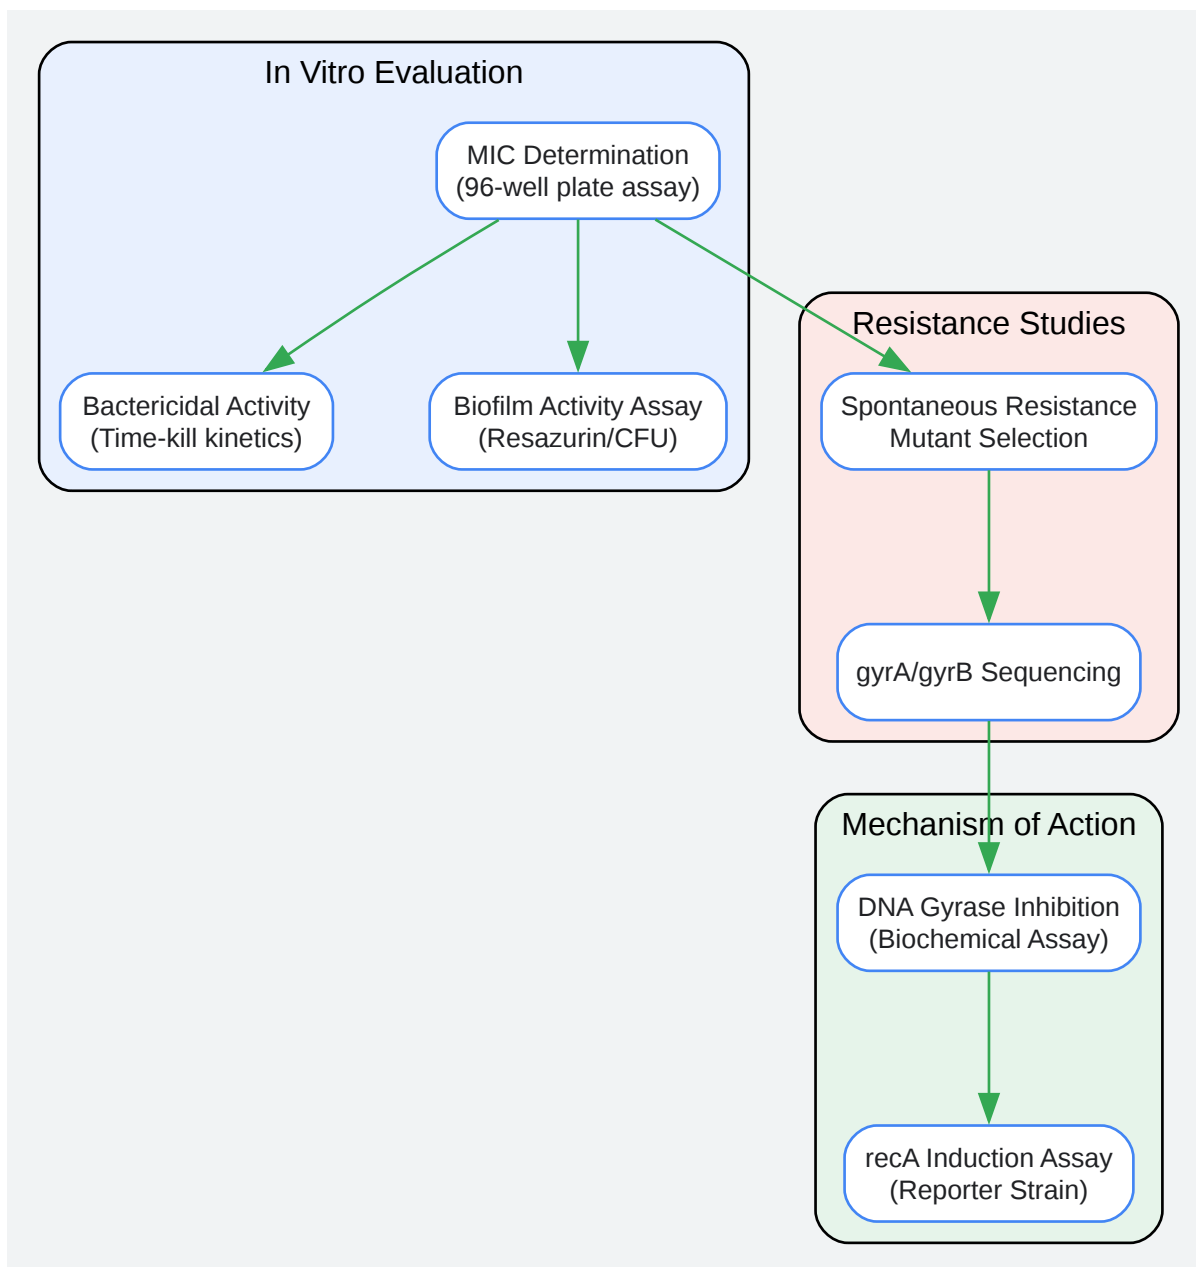 In Vitro Evaluation
MIC Determination
(96-well plate assay)
Bactericidal Activity
(Time-kill kinetics)
Biofilm Activity Assay
(Resazurin/CFU)
Resistance Studies
Spontaneous Resistance
Mutant Selection
gyrA/gyrB Sequencing
Mechanism of Action
DNA Gyrase Inhibition
(Biochemical Assay)
recA Induction Assay
(Reporter Strain)